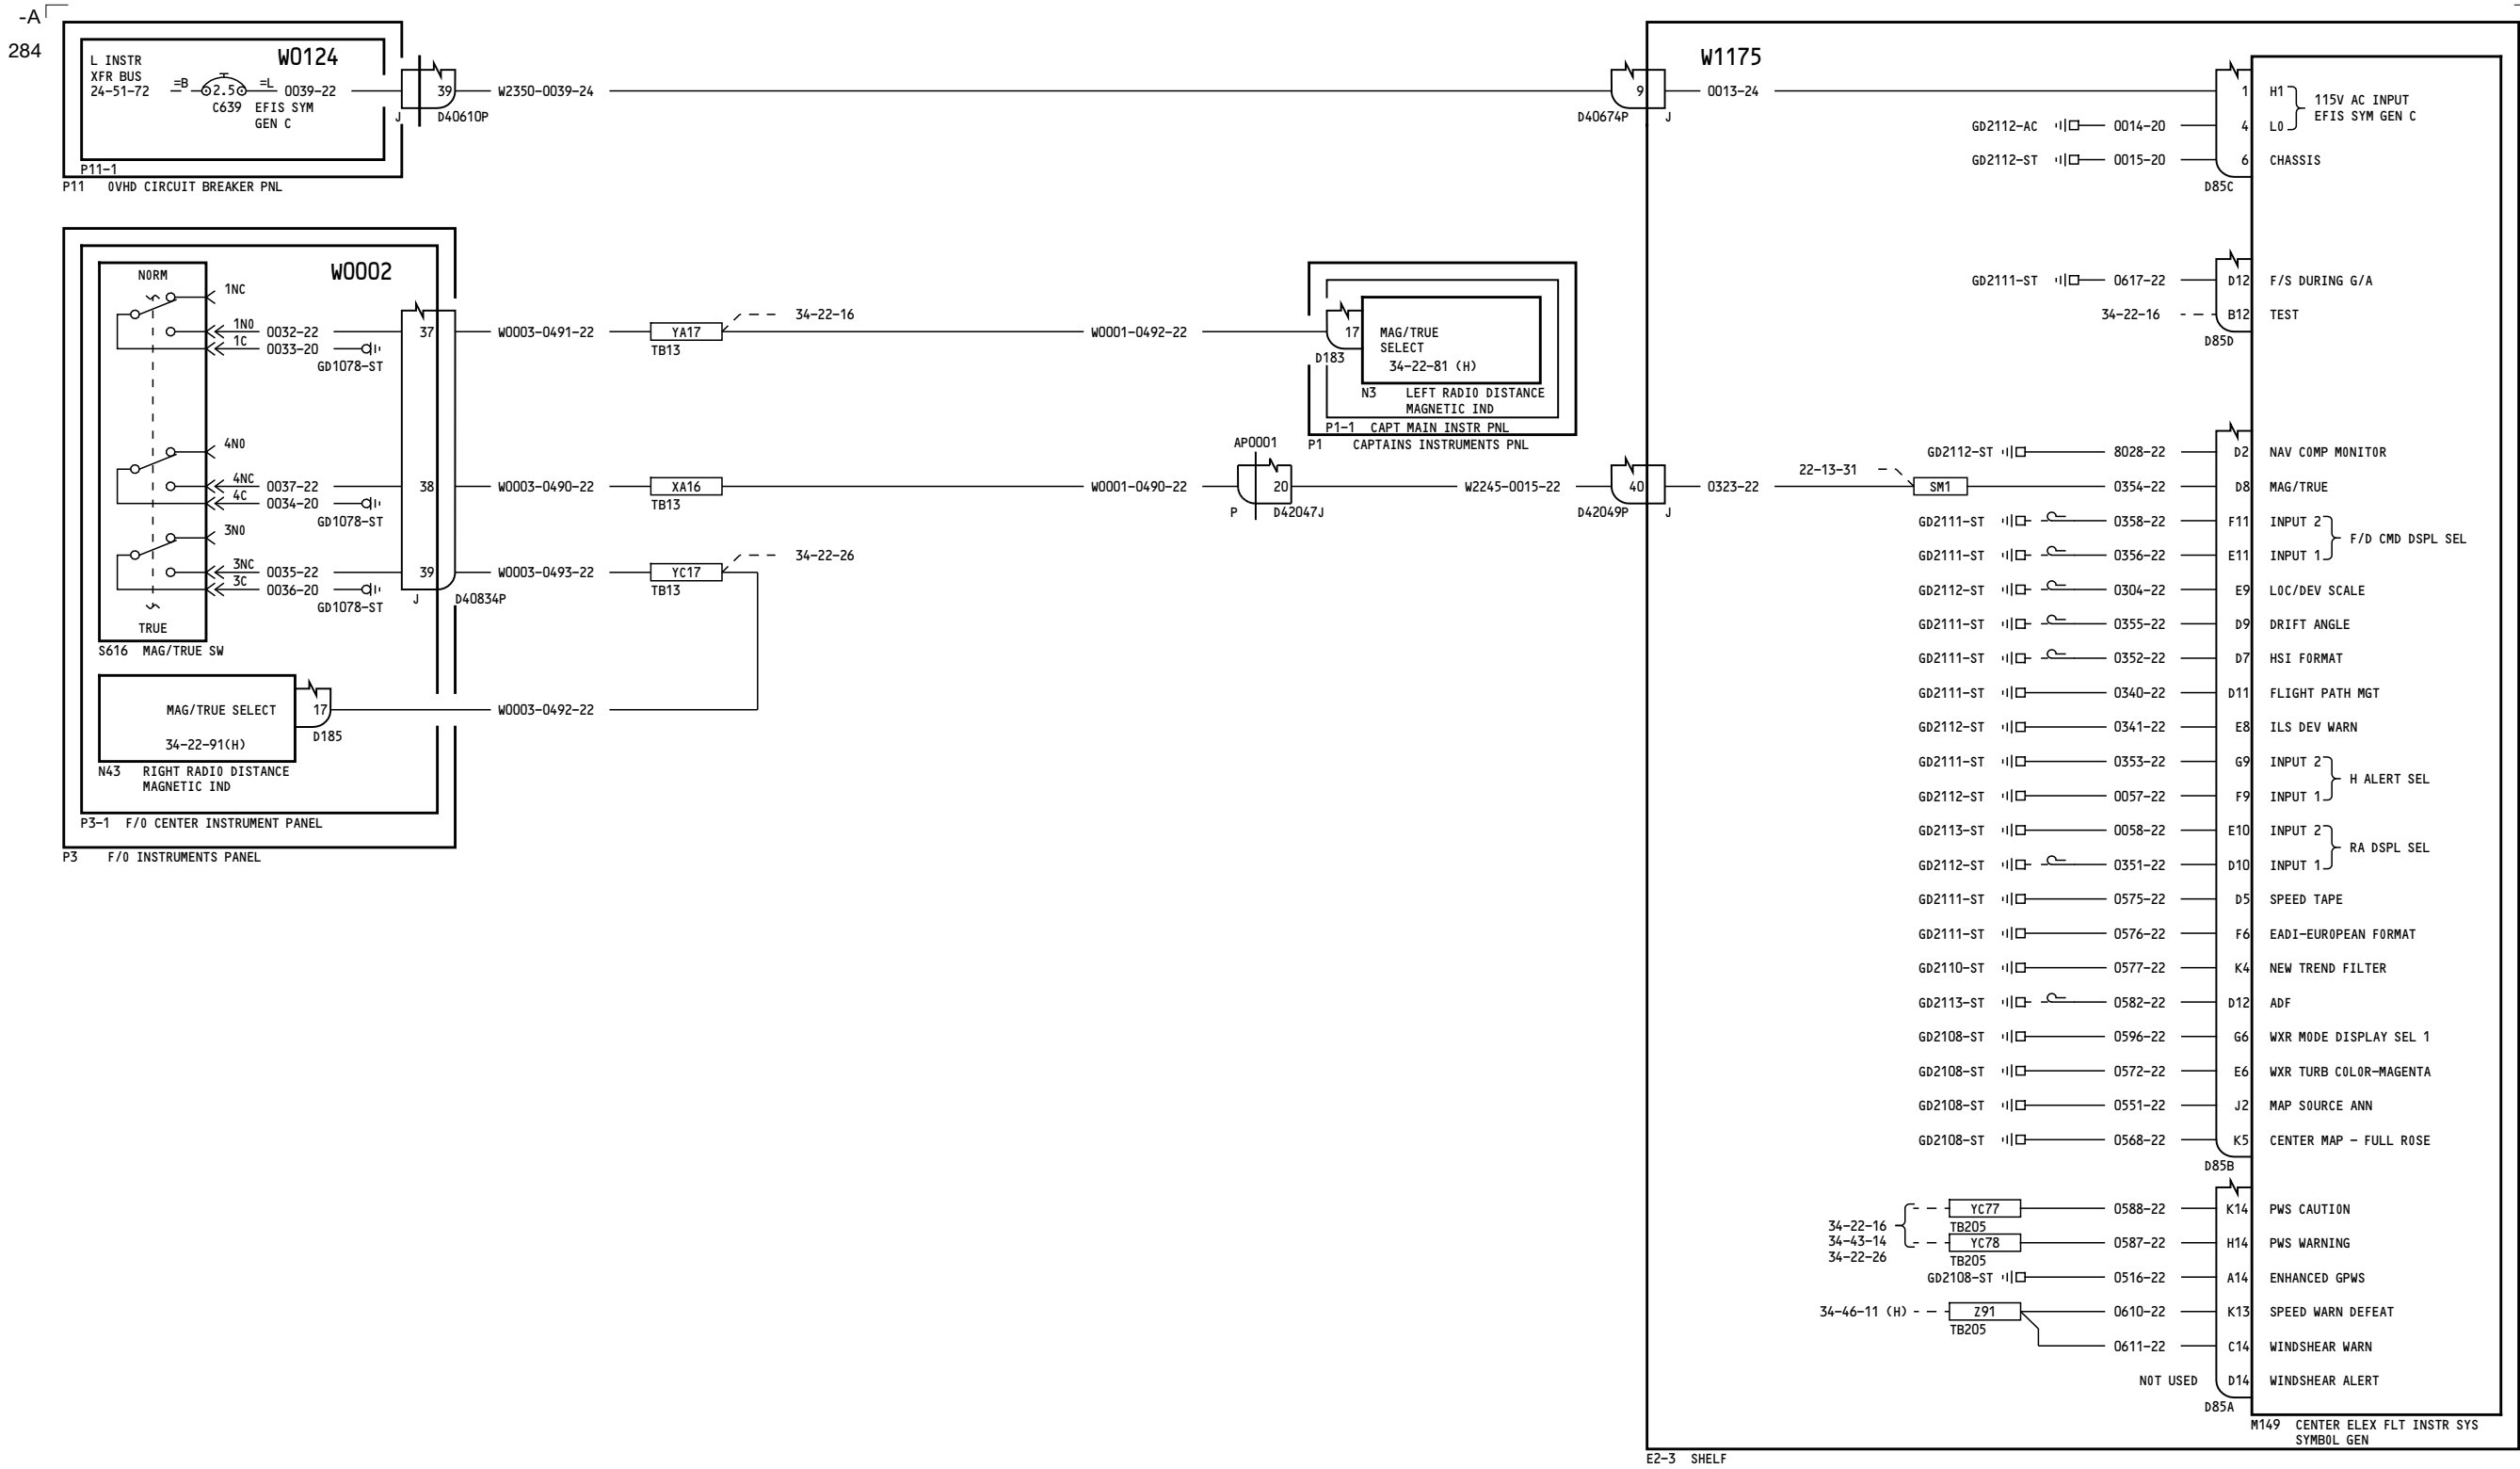 -A
284
L INSTR
XFR BUS
24-51-72
W0124
=B
2.5
=L
0039-22
C639
EFIS SYM
GEN C
P11-1
P11 OVHD CIRCUIT BREAKER PNL
39
J
D40610P
W2350-0039-24
9
D40674P
J
W1175
0013-24
1
H1
115V AC INPUT
EFIS SYM GEN C
GD2112-AC
0014-20
4
LO
GD2112-ST
0015-20
6
CHASSIS
D85C
NORM
W0002
1NC
1NO
0032-22
37
1C
0033-20
GD1078-ST
4NO
4NC
0037-22
38
4C
0034-20
GD1078-ST
3NO
3NC
0035-22
39
3C
0036-20
GD1078-ST
J
D40834P
TRUE
S616 MAG/TRUE SW
MAG/TRUE SELECT
17
34-22-91(H)
D185
N43 RIGHT RADIO DISTANCE
MAGNETIC IND
P3-1 F/O CENTER INSTRUMENT PANEL
P3 F/O INSTRUMENTS PANEL
W0003-0491-22
YA17
TB13
34-22-16
W0001-0492-22
17
D183
MAG/TRUE
SELECT
34-22-81 (H)
N3 LEFT RADIO DISTANCE
MAGNETIC IND
P1-1 CAPT MAIN INSTR PNL
P1 CAPTAINS INSTRUMENTS PNL
W0003-0490-22
XA16
TB13
W0001-0490-22
AP0001
20
P
D42047J
W2245-0015-22
40
D42049P
J
0323-22
22-13-31
SM1
W0003-0493-22
YC17
TB13
34-22-26
W0003-0492-22
GD2111-ST 0617-22 D12 F/S DURING G/A
34-22-16 B12 TEST
D85D
GD2112-ST 8028-22 D2 NAV COMP MONITOR
0354-22 D8 MAG/TRUE
GD2111-ST 0358-22 F11 INPUT 2
F/D CMD DSPL SEL
GD2111-ST 0356-22 E11 INPUT 1
GD2112-ST 0304-22 E9 LOC/DEV SCALE
GD2111-ST 0355-22 D9 DRIFT ANGLE
GD2111-ST 0352-22 D7 HSI FORMAT
GD2111-ST 0340-22 D11 FLIGHT PATH MGT
GD2112-ST 0341-22 E8 ILS DEV WARN
GD2111-ST 0353-22 G9 INPUT 2
H ALERT SEL
GD2112-ST 0057-22 F9 INPUT 1
GD2113-ST 0058-22 E10 INPUT 2
RA DSPL SEL
GD2112-ST 0351-22 D10 INPUT 1
GD2111-ST 0575-22 D5 SPEED TAPE
GD2111-ST 0576-22 F6 EADI-EUROPEAN FORMAT
GD2110-ST 0577-22 K4 NEW TREND FILTER
GD2113-ST 0582-22 D12 ADF
GD2108-ST 0596-22 G6 WXR MODE DISPLAY SEL 1
GD2108-ST 0572-22 E6 WXR TURB COLOR-MAGENTA
GD2108-ST 0551-22 J2 MAP SOURCE ANN
GD2108-ST 0568-22 K5 CENTER MAP - FULL ROSE
D85B
YC77 0588-22 K14 PWS CAUTION
TB205
34-22-16
34-43-14
34-22-26
YC78 0587-22 H14 PWS WARNING
TB205
GD2108-ST 0516-22 A14 ENHANCED GPWS
34-46-11 (H) Z91 0610-22 K13 SPEED WARN DEFEAT
TB205
0611-22 C14 WINDSHEAR WARN
NOT USED D14 WINDSHEAR ALERT
D85A
M149 CENTER ELEX FLT INSTR SYS
SYMBOL GEN
E2-3 SHELF